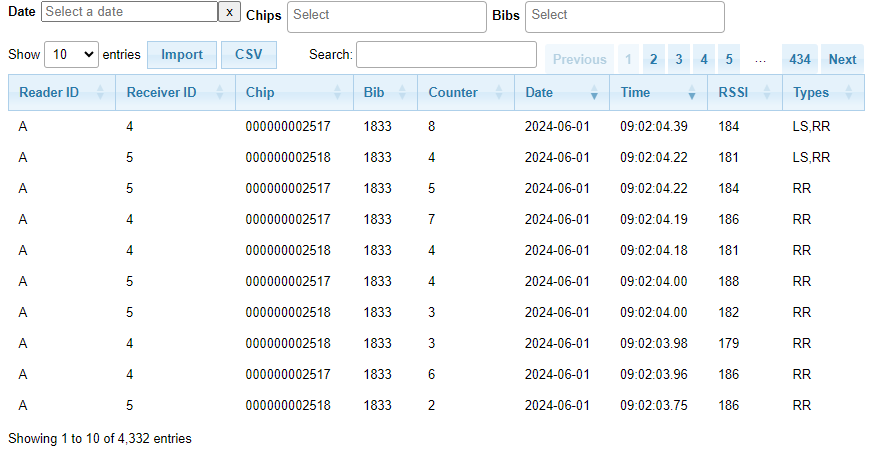 Date Select a date x Chips Select Bibs Select
Show 10 entries Import CSV Search: Previous 1 2 3 4 5 … 434 Next
Reader ID Receiver ID Chip Bib Counter Date Time RSSI Types
A 4 000000002517 1833 8 2024-06-01 09:02:04.39 184 LS,RR
A 5 000000002518 1833 4 2024-06-01 09:02:04.22 181 LS,RR
A 5 000000002517 1833 5 2024-06-01 09:02:04.22 184 RR
A 4 000000002517 1833 7 2024-06-01 09:02:04.19 186 RR
A 4 000000002518 1833 4 2024-06-01 09:02:04.18 181 RR
A 5 000000002517 1833 4 2024-06-01 09:02:04.00 188 RR
A 5 000000002518 1833 3 2024-06-01 09:02:04.00 182 RR
A 4 000000002518 1833 3 2024-06-01 09:02:03.98 179 RR
A 4 000000002517 1833 6 2024-06-01 09:02:03.96 186 RR
A 5 000000002518 1833 2 2024-06-01 09:02:03.75 186 RR
Showing 1 to 10 of 4,332 entries